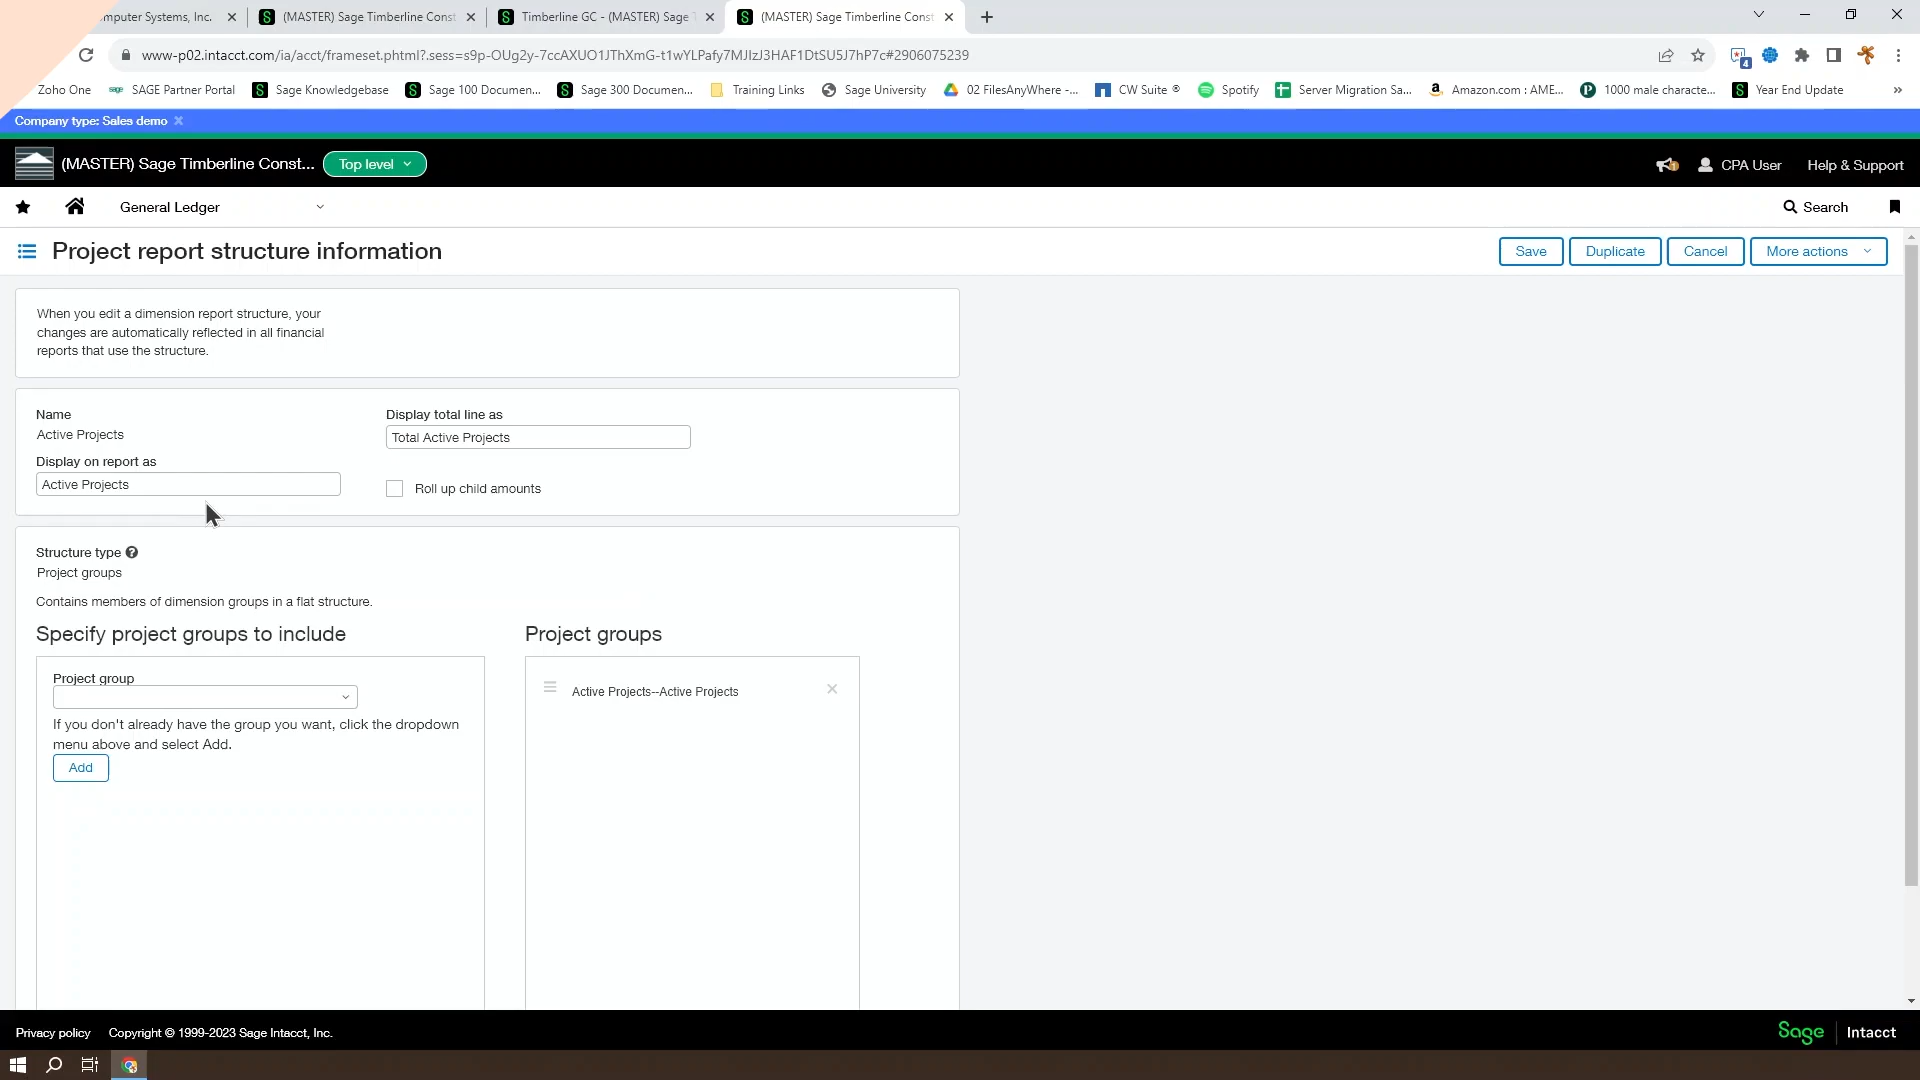 mputer Systems, Inc.
(MASTER) Sage Timberline Const
Timberline GC - (MASTER) Sage T
(MASTER) Sage Timberline Const
www-p02.intacct.com/ia/acct/frameset.phtml?.sess=s9p-OUg2y-7ccAXUO1JThXmG-t1wYLPafy7MJIzJ3HAF1DtSU5J7hP7c#2906075239
4
Zoho One
SAGE Partner Portal
Sage Knowledgebase
Sage 100 Documen...
Sage 300 Documen...
Training Links
Sage University
02 FilesAnyWhere -...
CW Suite ®
Spotify
Server Migration Sa...
Amazon.com : AME...
1000 male characte...
Year End Update
»
Company type: Sales demo
(MASTER) Sage Timberline Const...
Top level
1
CPA User
Help & Support
General Ledger
Search
Project report structure information
Save
Duplicate
Cancel
More actions
When you edit a dimension report structure, your
changes are automatically reflected in all financial
reports that use the structure.
Name
Active Projects
Display total line as
Total Active Projects
Display on report as
Active Projects
Roll up child amounts
Structure type ?
Project groups
Contains members of dimension groups in a flat structure.
Specify project groups to include
Project groups
Project group
If you don't already have the group you want, click the dropdown
menu above and select Add.
Add
Active Projects--Active Projects
Privacy policy
Copyright © 1999-2023 Sage Intacct, Inc.
Sage
Intacct